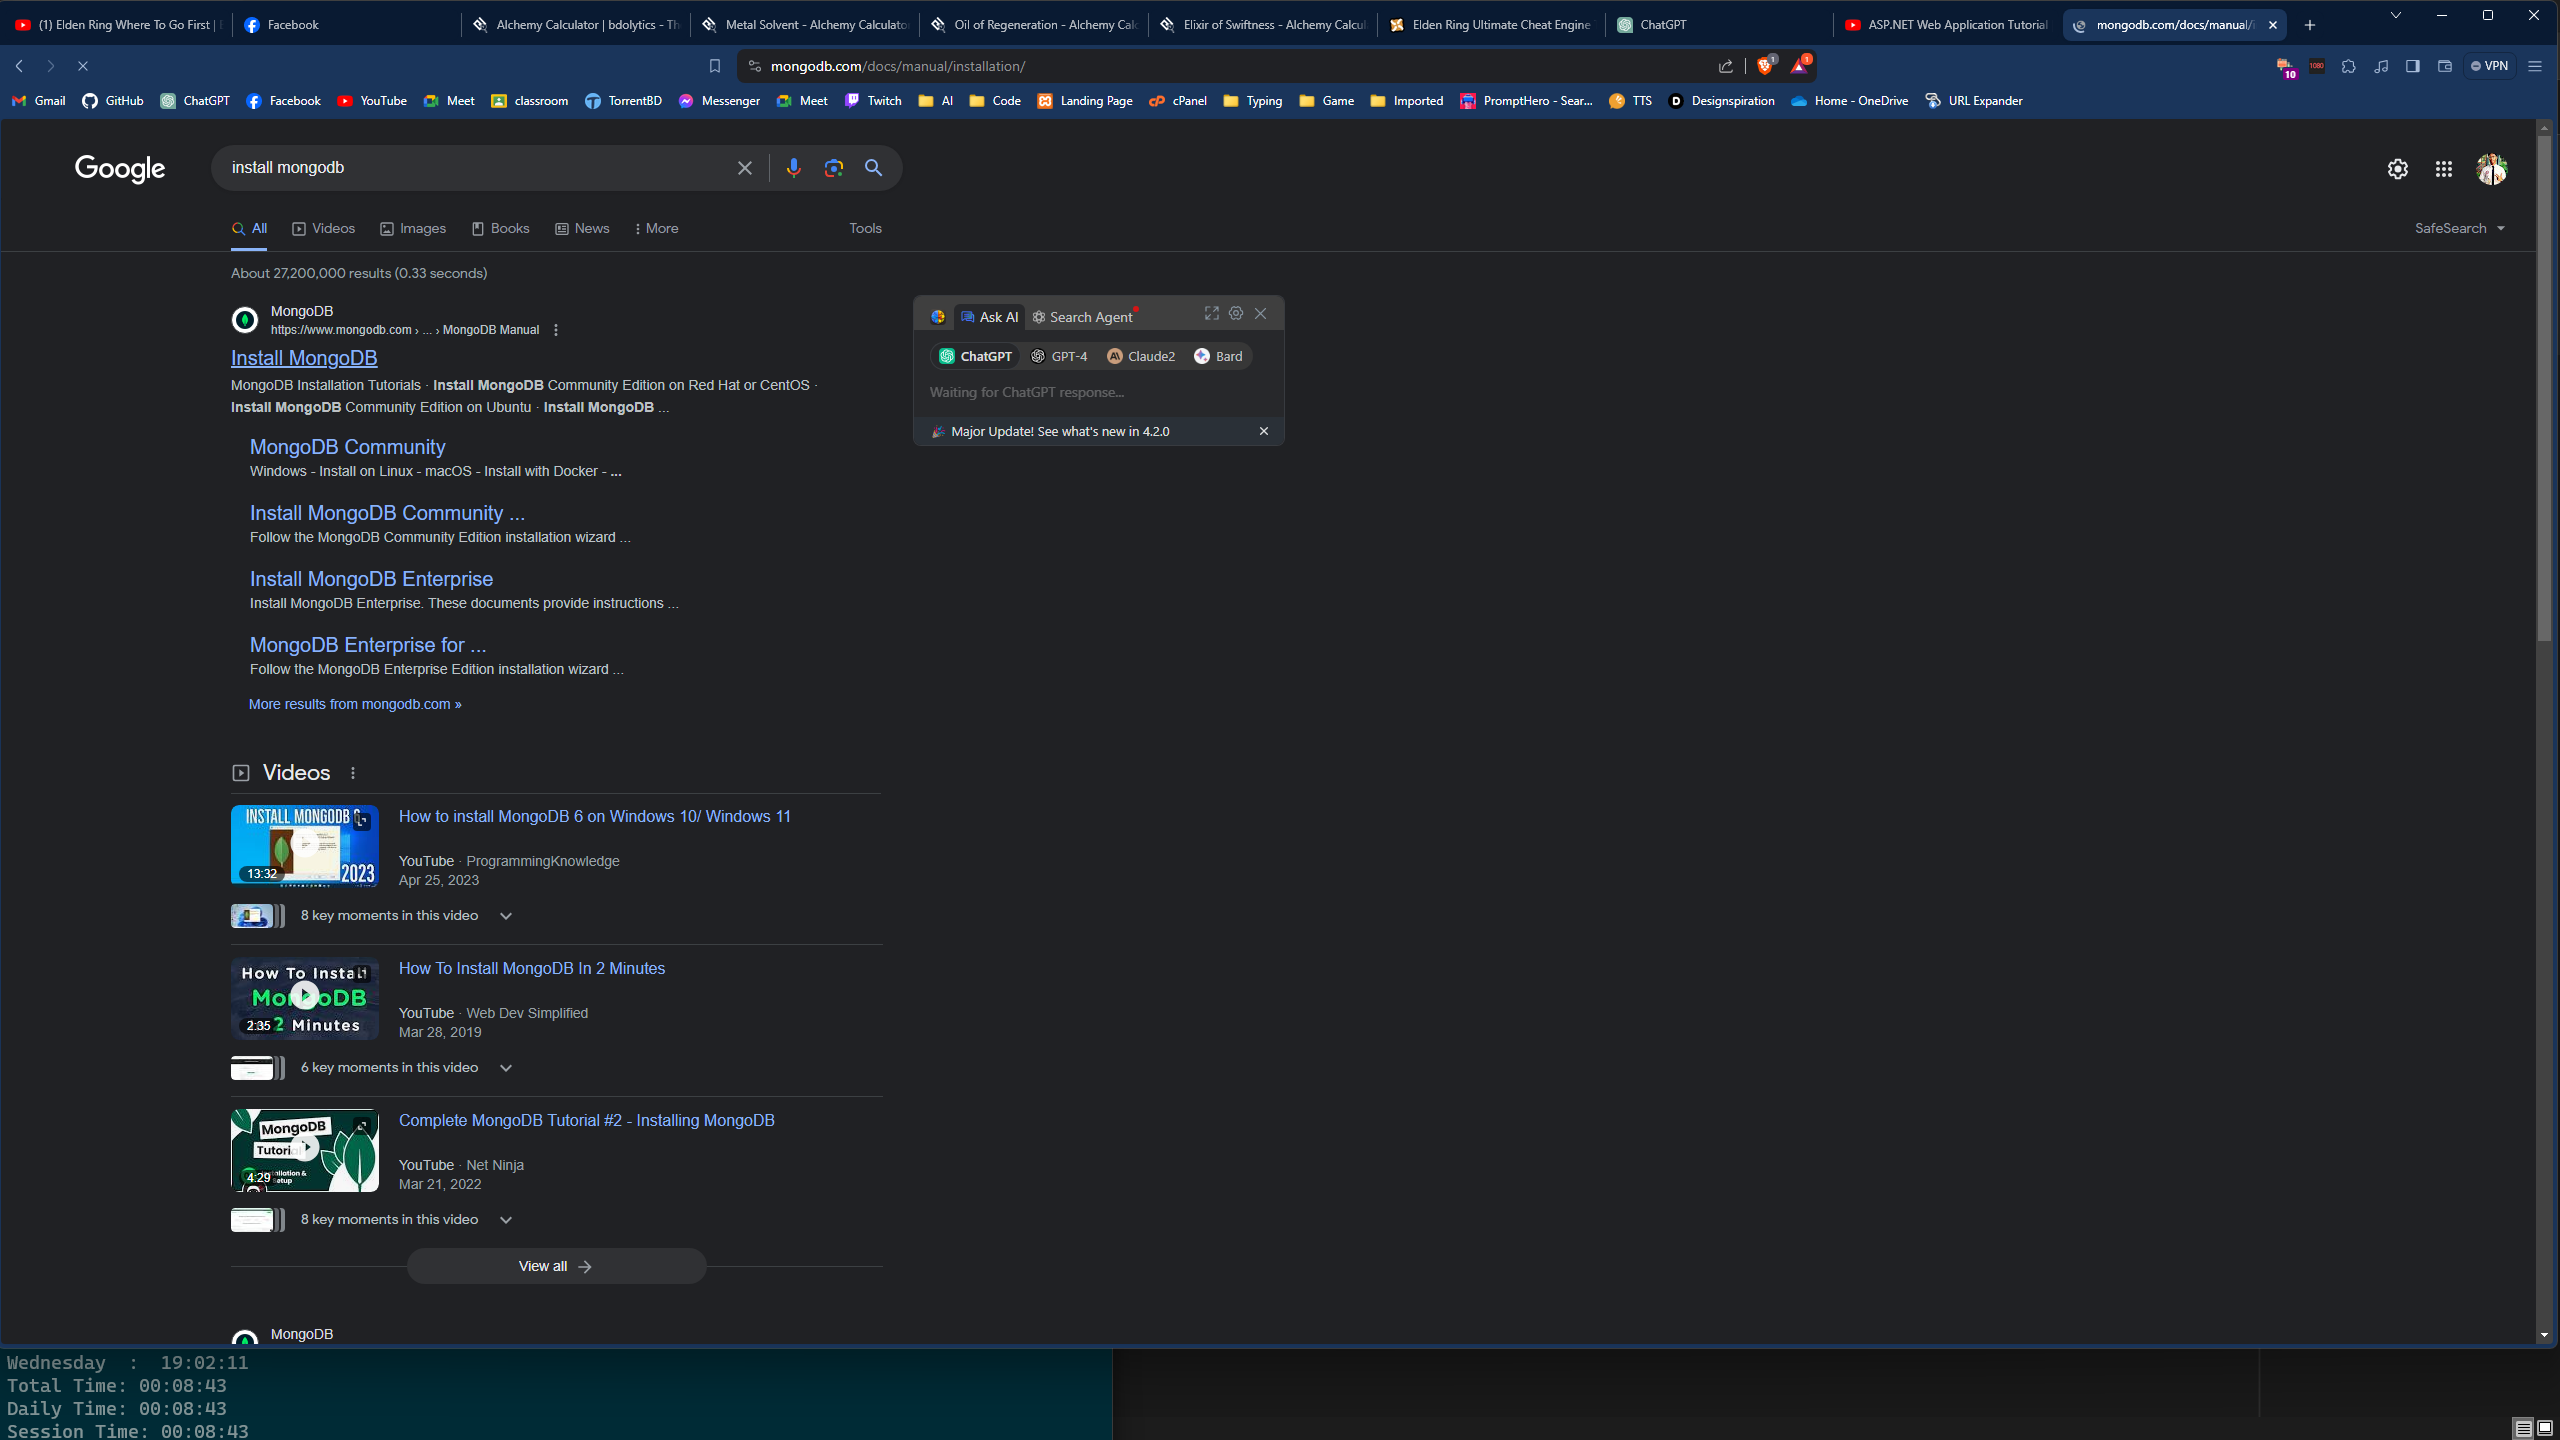 (1) Elden Ring Where To Go First |
Facebook
Alchemy Calculator | bdolytics - Th
Metal Solvent - Alchemy Calculator
Oil of Regeneration - Alchemy Calc
Elixir of Swiftness - Alchemy Calcul
Elden Ring Ultimate Cheat Engine
ChatGPT
ASP.NET Web Application Tutorial
mongodb.com/docs/manual/i
mongodb.com/docs/manual/installation/
1
1
10
1080
VPN
Gmail GitHub ChatGPT Facebook YouTube Meet classroom TorrentBD Messenger Meet Twitch AI Code Landing Page cPanel Typing Game Imported PromptHero - Sear... TTS Designspiration Home - OneDrive URL Expander
Google
install mongodb
All Videos Images Books News More Tools SafeSearch
About 27,200,000 results (0.33 seconds)
MongoDB
https://www.mongodb.com › ... › MongoDB Manual
Install MongoDB
MongoDB Installation Tutorials · Install MongoDB Community Edition on Red Hat or CentOS ·
Install MongoDB Community Edition on Ubuntu · Install MongoDB ...
MongoDB Community
Windows - Install on Linux - macOS - Install with Docker - ...
Install MongoDB Community ...
Follow the MongoDB Community Edition installation wizard ...
Install MongoDB Enterprise
Install MongoDB Enterprise. These documents provide instructions ...
MongoDB Enterprise for ...
Follow the MongoDB Enterprise Edition installation wizard ...
More results from mongodb.com »
Ask AI Search Agent
ChatGPT GPT-4 Claude2 Bard
Waiting for ChatGPT response...
Major Update! See what's new in 4.2.0
Videos
INSTALL MONGODB 6
13:32
2023
How to install MongoDB 6 on Windows 10/ Windows 11
YouTube · ProgrammingKnowledge
Apr 25, 2023
8 key moments in this video
How To Install
MongoDB
2:35
2 Minutes
How To Install MongoDB In 2 Minutes
YouTube · Web Dev Simplified
Mar 28, 2019
6 key moments in this video
MongoDB
Tutorial
4:29
Complete MongoDB Tutorial #2 - Installing MongoDB
YouTube · Net Ninja
Mar 21, 2022
8 key moments in this video
View all
MongoDB
Wednesday : 19:02:11
Total Time: 00:08:43
Daily Time: 00:08:43
Session Time: 00:08:43